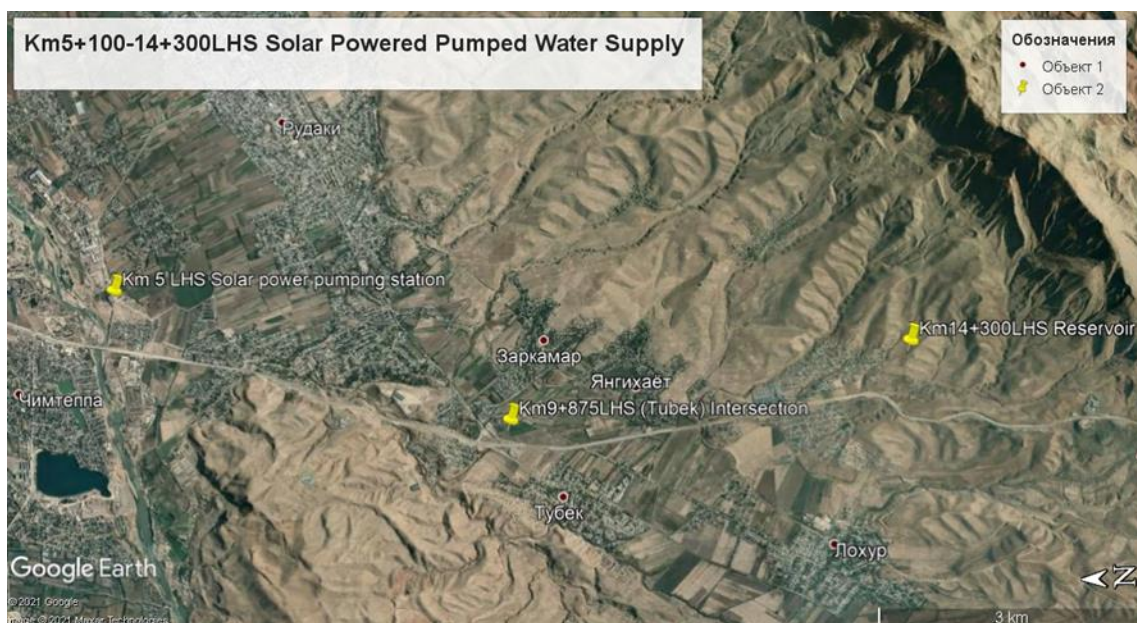 Km5+100-14+300LHS Solar Powered Pumped Water Supply
Обозначения
Объект 1
Объект 2
Рудаки
Km 5 LHS Solar power pumping station
Km14+300LHS Reservoir
Заркамар
Янгихаёт
Чимтеппа
Km9+875LHS (Tubek) Intersection
Тубек
Лохур
Google Earth
N
©2021 Google
Image © 2021 Maxar Technologies
3 km